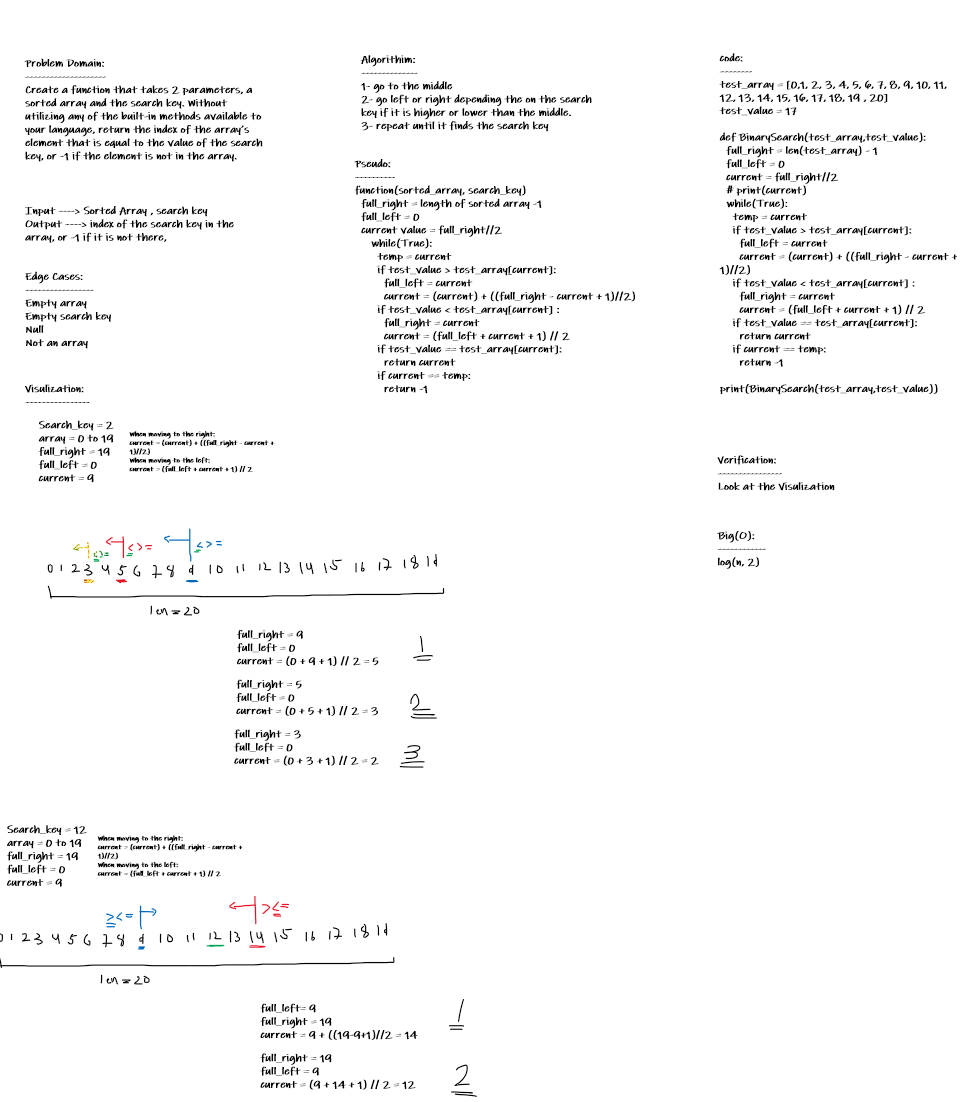 Problem Domain:
--------------------
Create a function that takes 2 parameters, a
sorted array and the search key. Without
utilizing any of the built-in methods available to
your language, return the index of the array's
element that is equal to the value of the search
key, or -1 if the element is not in the array.
Input ----> Sorted Array , search key
Output ----> index of the search key in the
array, or -1 if it is not there,
Edge Cases:
-----------------
Empty array
Empty search key
Null
Not an array
Visulization:
----------------
Search_key = 2
array = 0 to 19
full_right = 19
full_left = 0
current = 9
When moving to the right:
current = (current) + ((full_right - current +
1)//2)
When moving to the left:
current = (full_left + current + 1) // 2
< > = < > = < > =
0 1 2 3 4 5 6 7 8 9 10 11 12 13 14 15 16 17 18 19
len = 20
full_right = 9
full_left = 0
current = (0 + 9 + 1) // 2 = 5
1
full_right = 5
full_left = 0
current = (0 + 5 + 1) // 2 = 3
2
full_right = 3
full_left = 0
current = (0 + 3 + 1) // 2 = 2
3
Search_key = 12
array = 0 to 19
full_right = 19
full_left = 0
current = 9
When moving to the right:
current = (current) + ((full_right - current +
1)//2)
When moving to the left:
current = (full_left + current + 1) // 2
> < = > < =
0 1 2 3 4 5 6 7 8 9 10 11 12 13 14 15 16 17 18 19
len = 20
full_left= 9
full_right = 19
current = 9 + ((19-9+1)//2 = 14
1
full_right = 19
full_left = 9
current = (9 + 14 + 1) // 2 = 12
2
Algorithim:
--------------
1- go to the middle
2- go left or right depending the on the search
key if it is higher or lower than the middle.
3- repeat until it finds the search key
Pseudo:
----------
function(sorted_array, search_key)
full_right = length of sorted array -1
full_left = 0
current value = full_right//2
while(True):
temp = current
if test_value > test_array[current]:
full_left = current
current = (current) + ((full_right - current + 1)//2)
if test_value < test_array[current] :
full_right = current
current = (full_left + current + 1) // 2
if test_value == test_array[current]:
return current
if current == temp:
return -1
code:
--------
test_array = [0,1, 2, 3, 4, 5, 6, 7, 8, 9, 10, 11,
12, 13, 14, 15, 16, 17, 18, 19 , 20]
test_value = 17
def BinarySearch(test_array,test_value):
full_right = len(test_array) - 1
full_left = 0
current = full_right//2
# print(current)
while(True):
temp = current
if test_value > test_array[current]:
full_left = current
current = (current) + ((full_right - current +
1)//2)
if test_value < test_array[current] :
full_right = current
current = (full_left + current + 1) // 2
if test_value == test_array[current]:
return current
if current == temp:
return -1
print(BinarySearch(test_array,test_value))
Verification:
----------------
Look at the Visulization
Big(O):
------------
log(n, 2)